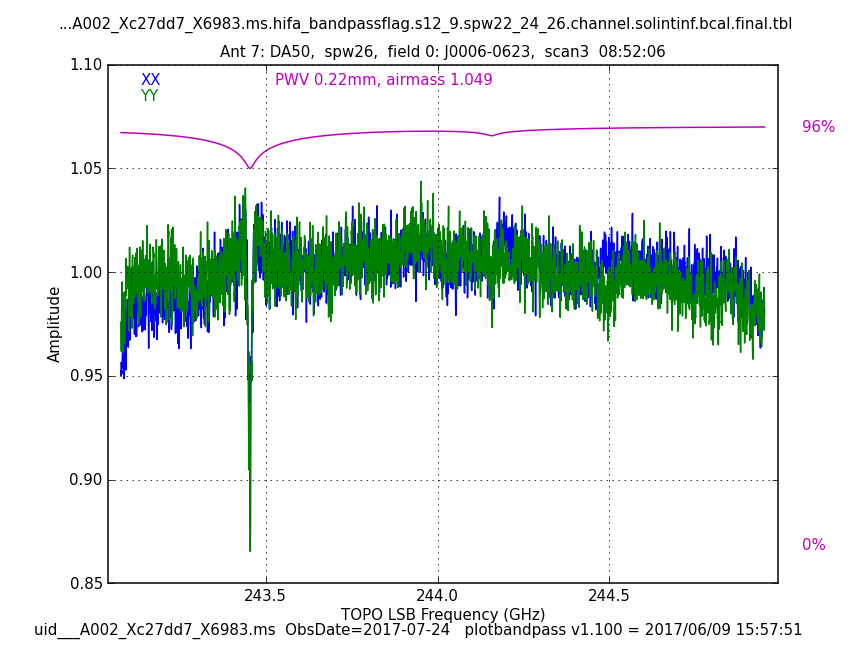 ...A002_Xc27dd7_X6983.ms.hifa_bandpassflag.s12_9.spw22_24_26.channel.solintinf.bcal.final.tbl
Ant 7: DA50,  spw26,  field 0: J0006-0623,  scan3  08:52:06
1.10
XX
PWV 0.22mm, airmass 1.049
YY
96%
1.05
1.00
Amplitude
0.95
0.90
0%
0.85
243.5
244.0
244.5
TOPO LSB Frequency (GHz)
uid___A002_Xc27dd7_X6983.ms  ObsDate=2017-07-24   plotbandpass v1.100 = 2017/06/09 15:57:51